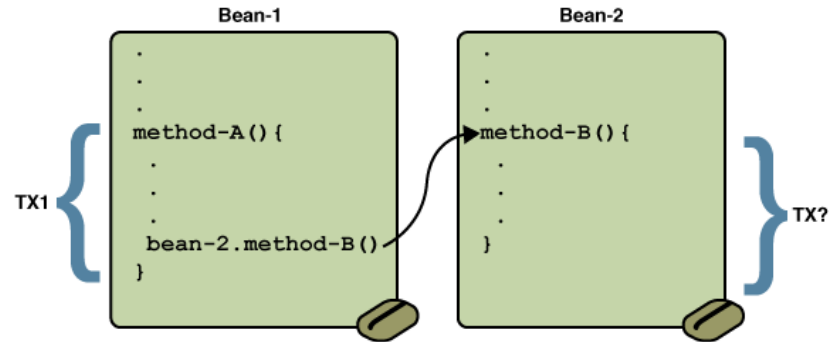 Bean-1
.
.
.
method-A(){
.
.
.
bean-2.method-B()
}
TX1
Bean-2
.
.
.
method-B(){
.
.
.
}
TX?